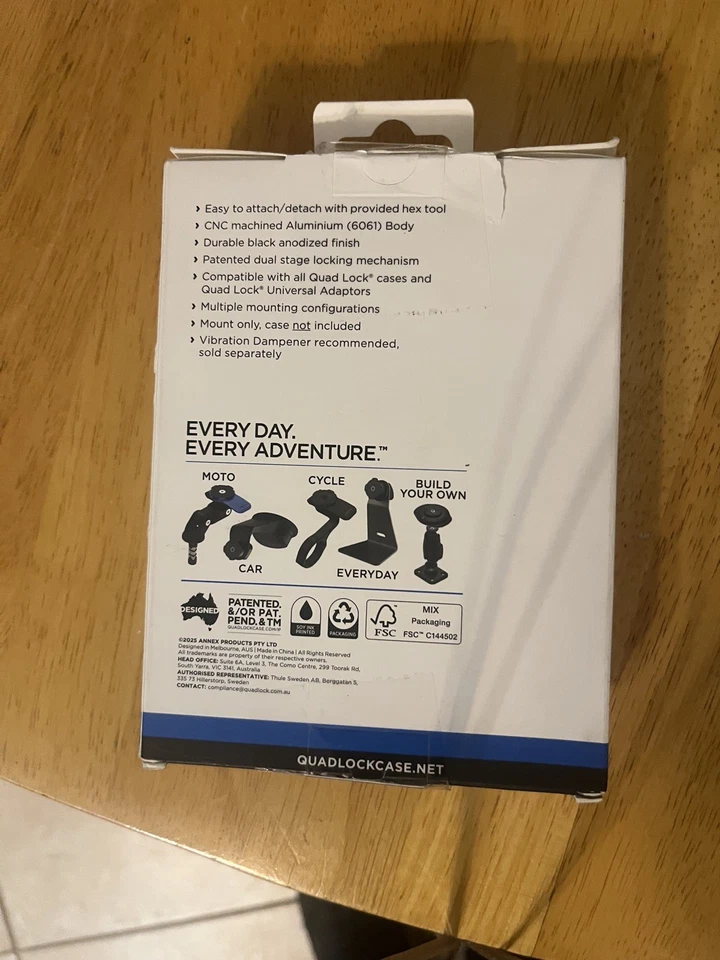 › Easy to attach/detach with provided hex tool
› CNC machined Aluminium (6061) Body
› Durable black anodized finish
› Patented dual stage locking mechanism
› Compatible with all Quad Lock® cases and
Quad Lock® Universal Adaptors
› Multiple mounting configurations
› Mount only, case not included
› Vibration Dampener recommended,
sold separately
EVERY DAY.
EVERY ADVENTURE.™
MOTO
CYCLE
BUILD
YOUR OWN
CAR
EVERYDAY
DESIGNED
PATENTED.
&/OR PAT.
PEND. & TM
SOY INK
PRINTED
PACKAGING
FSC
MIX
Packaging
FSC™ C144502
©2025 ANNEX PRODUCTS PTY LTD
Designed in Melbourne, AUS | Made in China | All Rights Reserved
All trademarks are property of their respective owners.
HEAD OFFICE: Suite 6A, Level 3, The Como Centre, 299 Toorak Rd,
South Yarra, VIC 3141, Australia
AUTHORISED REPRESENTATIVE: Thule Sweden AB, Borggatan 5,
335 73 Hillerstorp, Sweden
CONTACT: compliance@quadlock.com.au
QUADLOCKCASE.NET